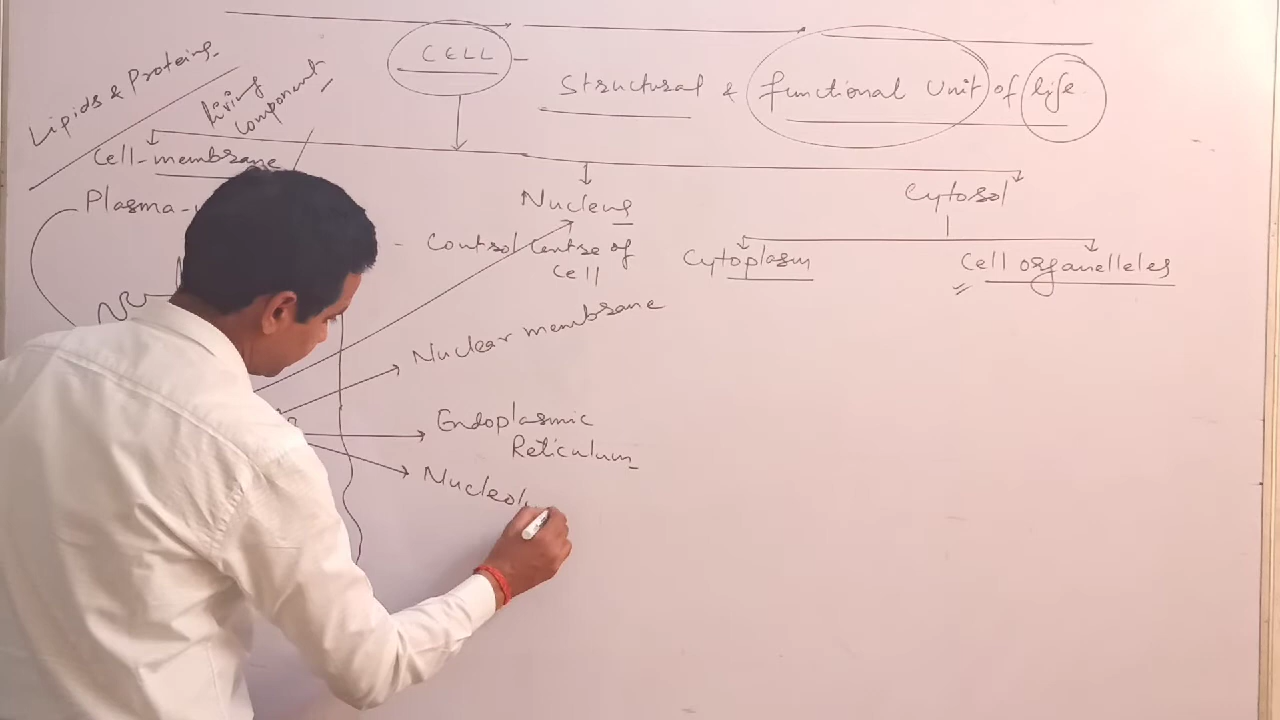 CELL -
Structural & functional Unit of life
Lipids & Proteins
living
component
Cell-membrane
Plasma-
Nucleus
- Control Centre of
Cell
Cytosol
Cytoplasm
Cell organelles
Nuclear membrane
Endoplasmic
Reticulum
Nucleolu